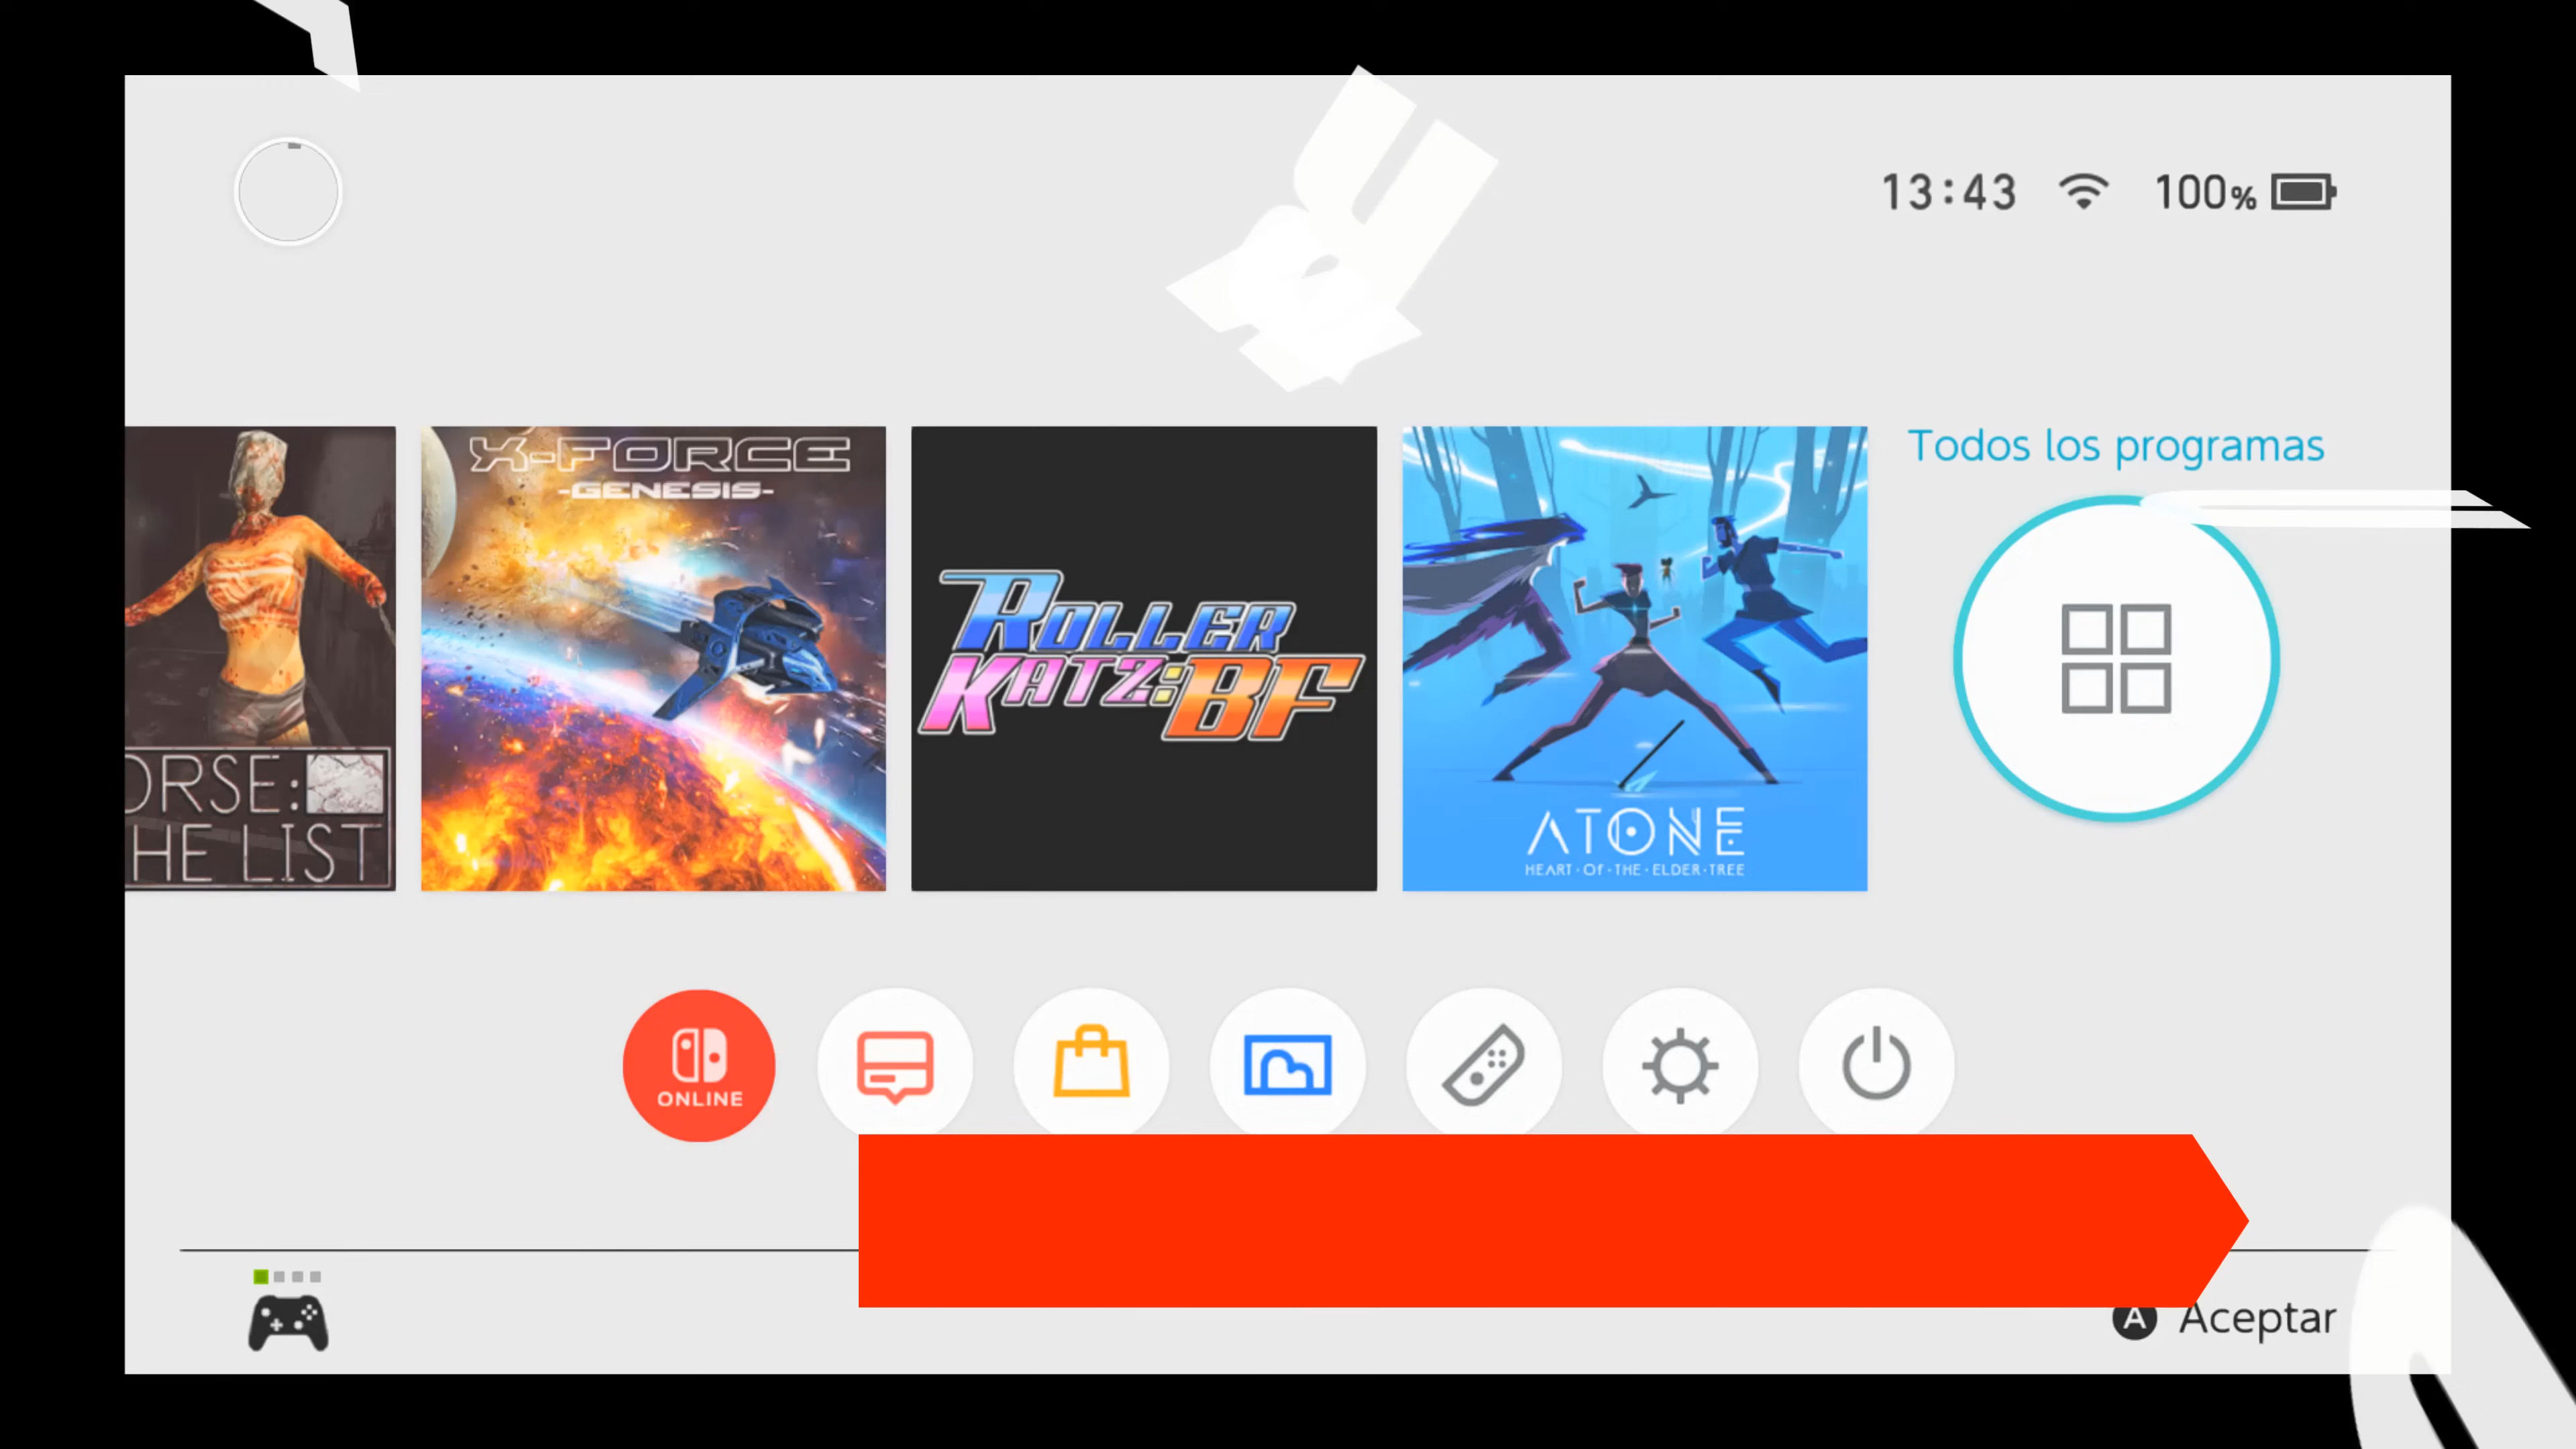 13:43 100%
Todos los programas
X-FORCE
-GENESIS-
ROLLER
KATZ:BF
ORSE:
HE LIST
ATONE
HEART·OF·THE·ELDER·TREE
ONLINE
A Aceptar